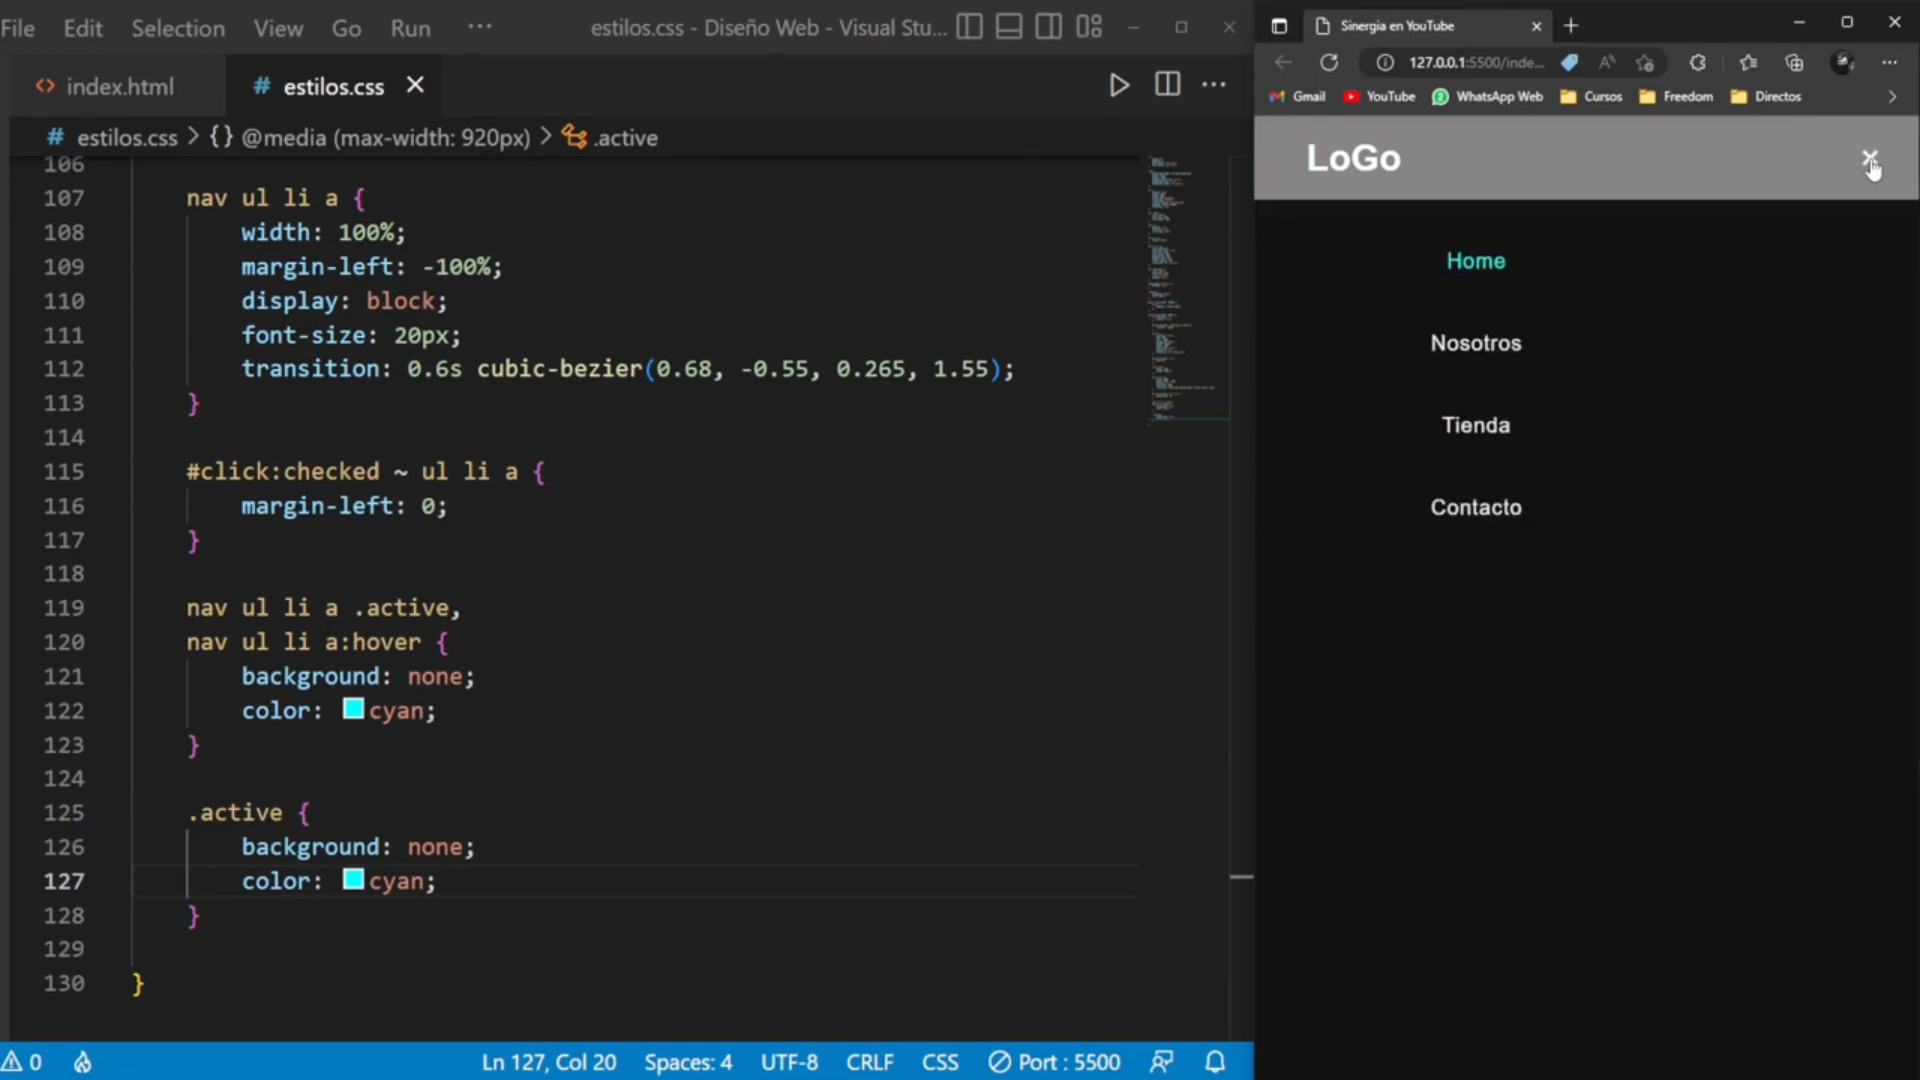 File Edit Selection View Go Run ··· estilos.css - Diseño Web - Visual Stu...
index.html # estilos.css
# estilos.css > {} @media (max-width: 920px) > .active
106
107 nav ul li a {
108 width: 100%;
109 margin-left: -100%;
110 display: block;
111 font-size: 20px;
112 transition: 0.6s cubic-bezier(0.68, -0.55, 0.265, 1.55);
113 }
114
115 #click:checked ~ ul li a {
116 margin-left: 0;
117 }
118
119 nav ul li a .active,
120 nav ul li a:hover {
121 background: none;
122 color: cyan;
123 }
124
125 .active {
126 background: none;
127 color: cyan;
128 }
129
130 }
0 Ln 127, Col 20 Spaces: 4 UTF-8 CRLF CSS Port : 5500
Sinergia en YouTube
127.0.0.1:5500/inde...
Gmail YouTube WhatsApp Web Cursos Freedom Directos
LoGo
Home
Nosotros
Tienda
Contacto